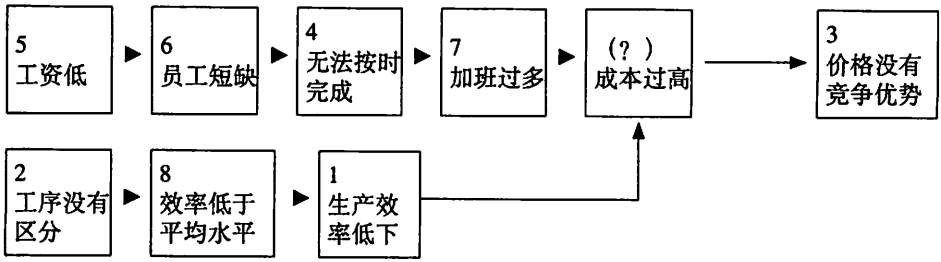 5
工资低
6
员工短缺
4
无法按时
完成
7
加班过多
(?)
成本过高
3
价格没有
竞争优势
2
工序没有
区分
8
效率低于
平均水平
1
生产效
率低下